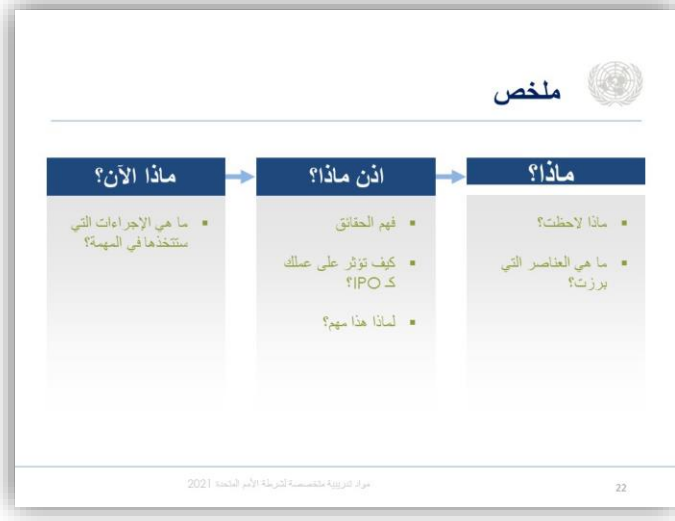 ملخص
ماذا؟
ماذا لاحظت؟
ما هي العناصر التي
برزت؟
اذن ماذا؟
فهم الحقائق
كيف تؤثر على عملك
كـ IPO؟
لماذا هذا مهم؟
ماذا الآن؟
ما هي الإجراءات التي
ستتخذها في المهمة؟
مواد تدريبية متخصصة لشرطة الأمم المتحدة 2021
22